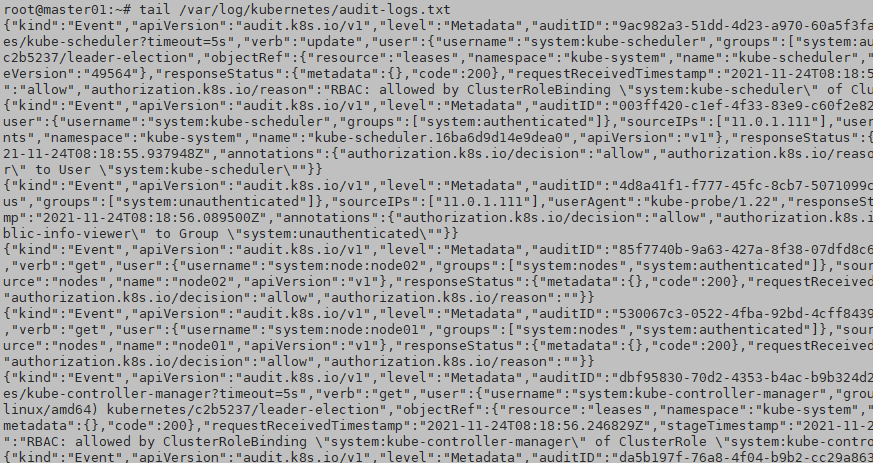 root@master01:~# tail /var/log/kubernetes/audit-logs.txt
{"kind":"Event","apiVersion":"audit.k8s.io/v1","level":"Metadata","auditID":"9ac982a3-51dd-4d23-a970-60a5f3fa
es/kube-scheduler?timeout=5s","verb":"update","user":{"username":"system:kube-scheduler","groups":["system:au
c2b5237/leader-election","objectRef":{"resource":"leases","namespace":"kube-system","name":"kube-scheduler","
eVersion":"49564"},"responseStatus":{"metadata":{},"code":200},"requestReceivedTimestamp":"2021-11-24T08:18:5
":"allow","authorization.k8s.io/reason":"RBAC: allowed by ClusterRoleBinding \"system:kube-scheduler\" of Clu
{"kind":"Event","apiVersion":"audit.k8s.io/v1","level":"Metadata","auditID":"003ff420-c1ef-4f33-83e9-c60f2e82
user":{"username":"system:kube-scheduler","groups":["system:authenticated"]},"sourceIPs":["11.0.1.111"],"user
nts","namespace":"kube-system","name":"kube-scheduler.16ba6d9d14e9dea0","apiVersion":"v1"},"responseStatus":{
21-11-24T08:18:55.937948Z","annotations":{"authorization.k8s.io/decision":"allow","authorization.k8s.io/reaso
r\" to User \"system:kube-scheduler\""}}
{"kind":"Event","apiVersion":"audit.k8s.io/v1","level":"Metadata","auditID":"4d8a41f1-f777-45fc-8cb7-5071099c
us","groups":["system:unauthenticated"]},"sourceIPs":["11.0.1.111"],"userAgent":"kube-probe/1.22","responseSt
mp":"2021-11-24T08:18:56.089500Z","annotations":{"authorization.k8s.io/decision":"allow","authorization.k8s.i
blic-info-viewer\" to Group \"system:unauthenticated\""}}
{"kind":"Event","apiVersion":"audit.k8s.io/v1","level":"Metadata","auditID":"85f7740b-9a63-427a-8f38-07dfd8c6
,"verb":"get","user":{"username":"system:node:node02","groups":["system:nodes","system:authenticated"]},"sour
urce":"nodes","name":"node02","apiVersion":"v1"},"responseStatus":{"metadata":{},"code":200},"requestReceived
"authorization.k8s.io/decision":"allow","authorization.k8s.io/reason":""}}
{"kind":"Event","apiVersion":"audit.k8s.io/v1","level":"Metadata","auditID":"530067c3-0522-4fba-92bd-4cff8439
,"verb":"get","user":{"username":"system:node:node01","groups":["system:nodes","system:authenticated"]},"sour
urce":"nodes","name":"node01","apiVersion":"v1"},"responseStatus":{"metadata":{},"code":200},"requestReceived
"authorization.k8s.io/decision":"allow","authorization.k8s.io/reason":""}}
{"kind":"Event","apiVersion":"audit.k8s.io/v1","level":"Metadata","auditID":"dbf95830-70d2-4353-b4ac-b9b324d2
es/kube-controller-manager?timeout=5s","verb":"get","user":{"username":"system:kube-controller-manager","grou
linux/amd64) kubernetes/c2b5237/leader-election","objectRef":{"resource":"leases","namespace":"kube-system","
metadata":{},"code":200},"requestReceivedTimestamp":"2021-11-24T08:18:56.246829Z","stageTimestamp":"2021-11-2
":"RBAC: allowed by ClusterRoleBinding \"system:kube-controller-manager\" of ClusterRole \"system:kube-contro
{"kind":"Event","apiVersion":"audit.k8s.io/v1","level":"Metadata","auditID":"da5b197f-76a8-4f04-b9b2-cc29a863